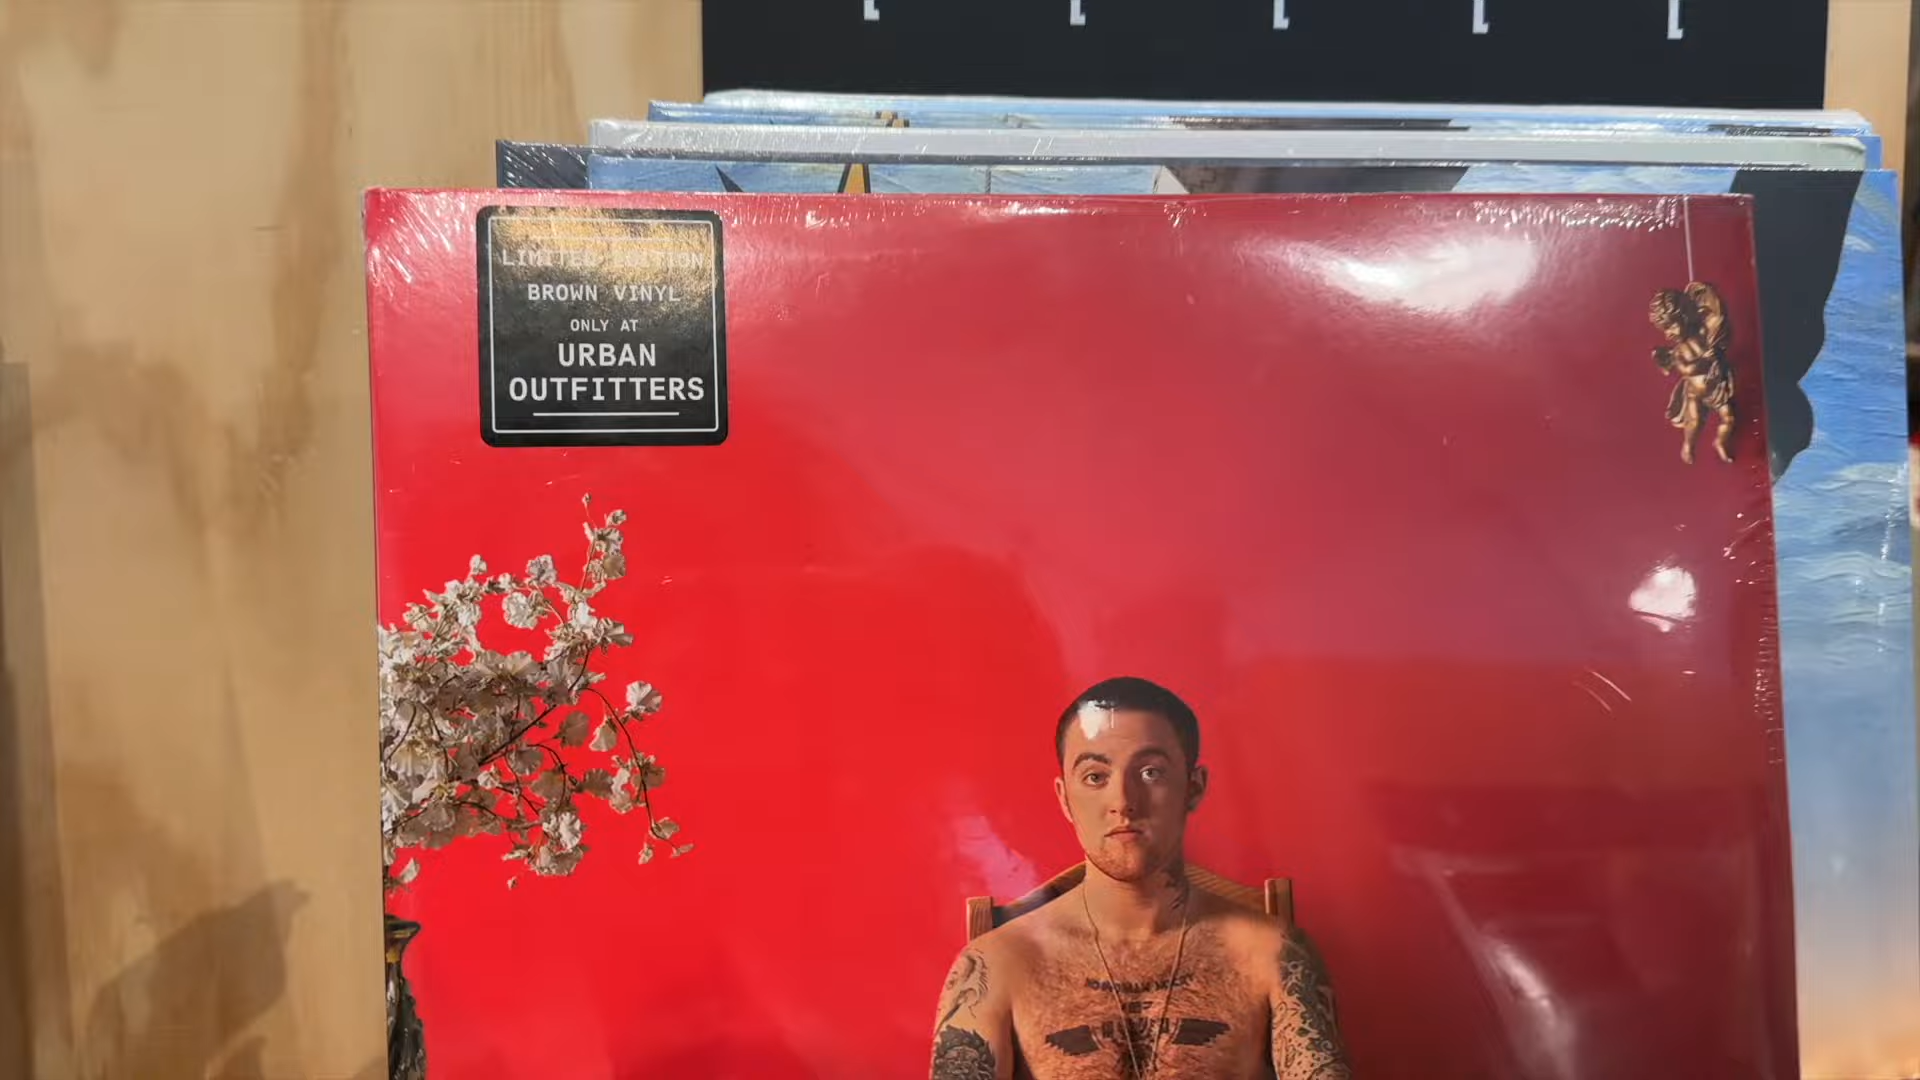 LIMITED EDITION
BROWN VINYL
ONLY AT
URBAN
OUTFITTERS